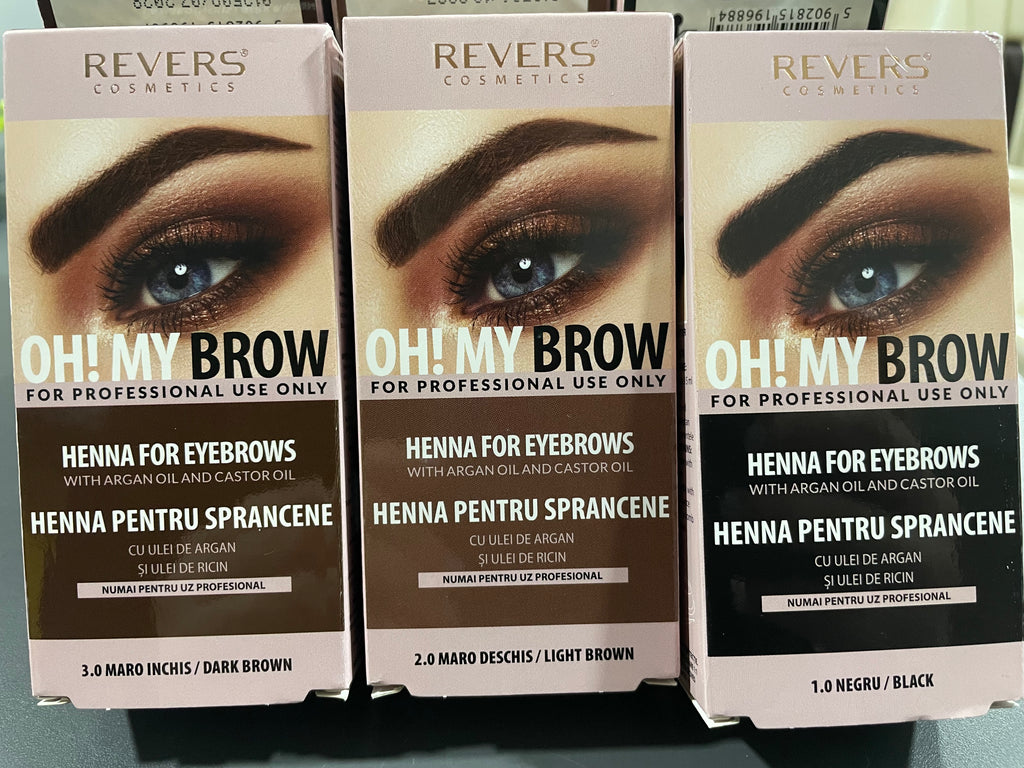 5 902815 196884
REVERS®
COSMETICS
OH! MY BROW
FOR PROFESSIONAL USE ONLY
HENNA FOR EYEBROWS
WITH ARGAN OIL AND CASTOR OIL
HENNA PENTRU SPRANCENE
CU ULEI DE ARGAN
ȘI ULEI DE RICIN
NUMAI PENTRU UZ PROFESIONAL
3.0 MARO INCHIS / DARK BROWN
REVERS®
COSMETICS
OH! MY BROW
FOR PROFESSIONAL USE ONLY
HENNA FOR EYEBROWS
WITH ARGAN OIL AND CASTOR OIL
HENNA PENTRU SPRANCENE
CU ULEI DE ARGAN
ȘI ULEI DE RICIN
NUMAI PENTRU UZ PROFESIONAL
2.0 MARO DESCHIS / LIGHT BROWN
REVERS®
COSMETICS
OH! MY BROW
FOR PROFESSIONAL USE ONLY
HENNA FOR EYEBROWS
WITH ARGAN OIL AND CASTOR OIL
HENNA PENTRU SPRANCENE
CU ULEI DE ARGAN
ȘI ULEI DE RICIN
NUMAI PENTRU UZ PROFESIONAL
1.0 NEGRU / BLACK